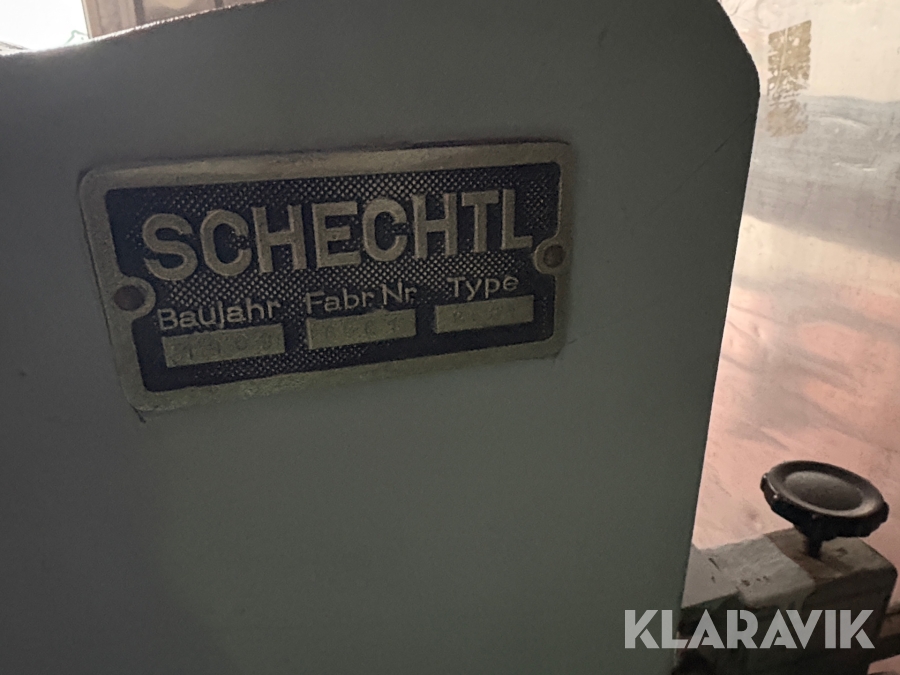 SCHECHTL
Baujahr Fabr Nr Type
KLARAVIK